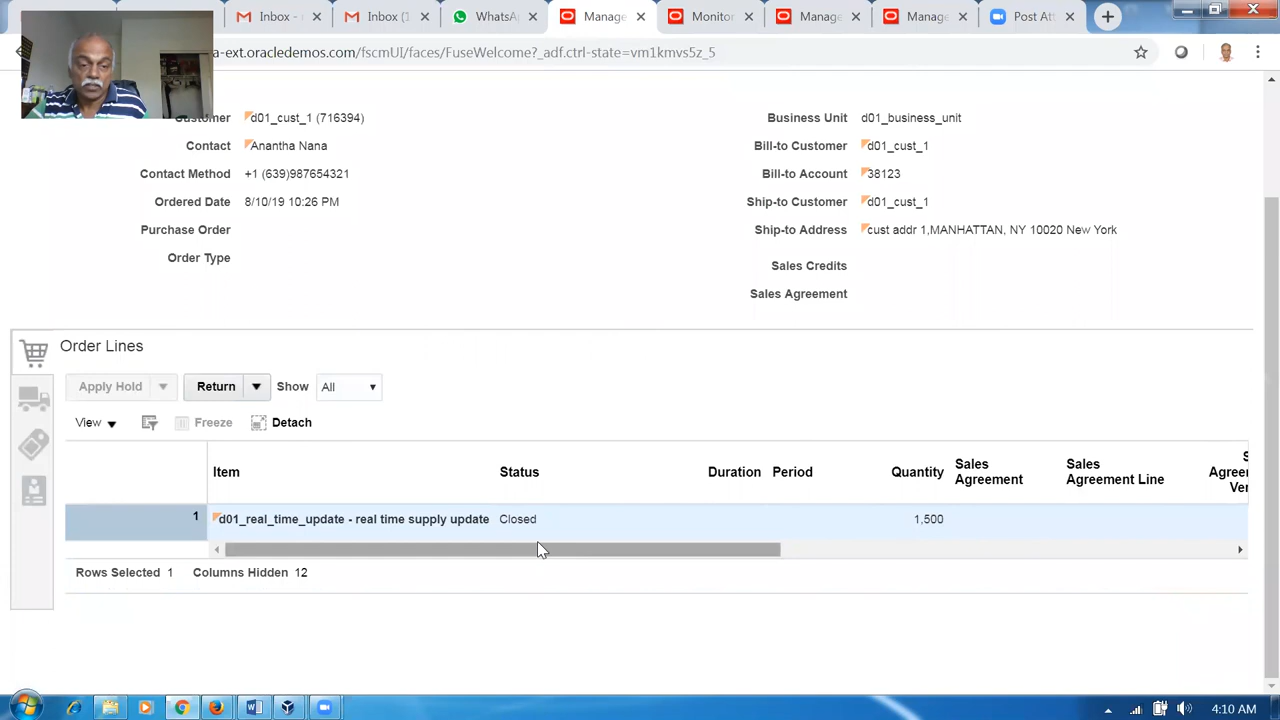 Inbox
Inbox (1
WhatsA
Manage
Monito
Manage
Manage
Post Att
a-ext.oracledemos.com/fscmUI/faces/FuseWelcome?_adf.ctrl-state=vm1kmvs5z_5
Customer d01_cust_1 (716394)
Business Unit d01_business_unit
Contact Anantha Nana
Bill-to Customer d01_cust_1
Contact Method +1 (639)987654321
Bill-to Account 38123
Ordered Date 8/10/19 10:26 PM
Ship-to Customer d01_cust_1
Purchase Order
Ship-to Address cust addr 1,MANHATTAN, NY 10020 New York
Order Type
Sales Credits
Sales Agreement
Order Lines
Apply Hold Return Show All
View Freeze Detach
Item Status Duration Period Quantity Sales Agreement Sales Agreement Line S Agreer Ver
1 d01_real_time_update - real time supply update Closed 1,500
Rows Selected 1 Columns Hidden 12
4:10 AM